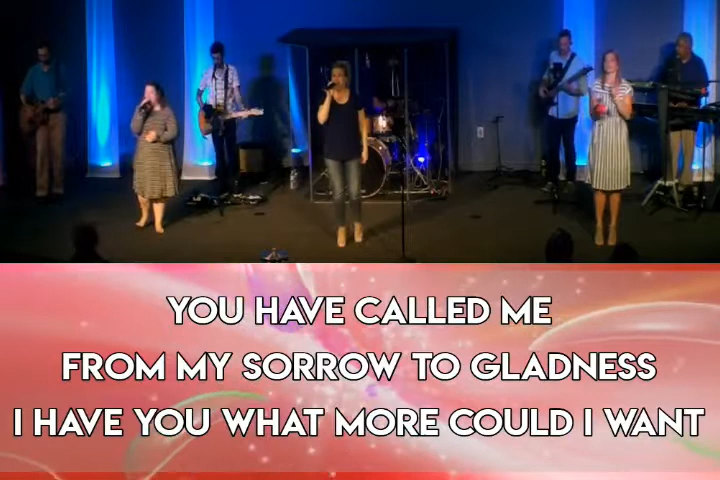 YOU HAVE CALLED ME
FROM MY SORROW TO GLADNESS
I HAVE YOU WHAT MORE COULD I WANT